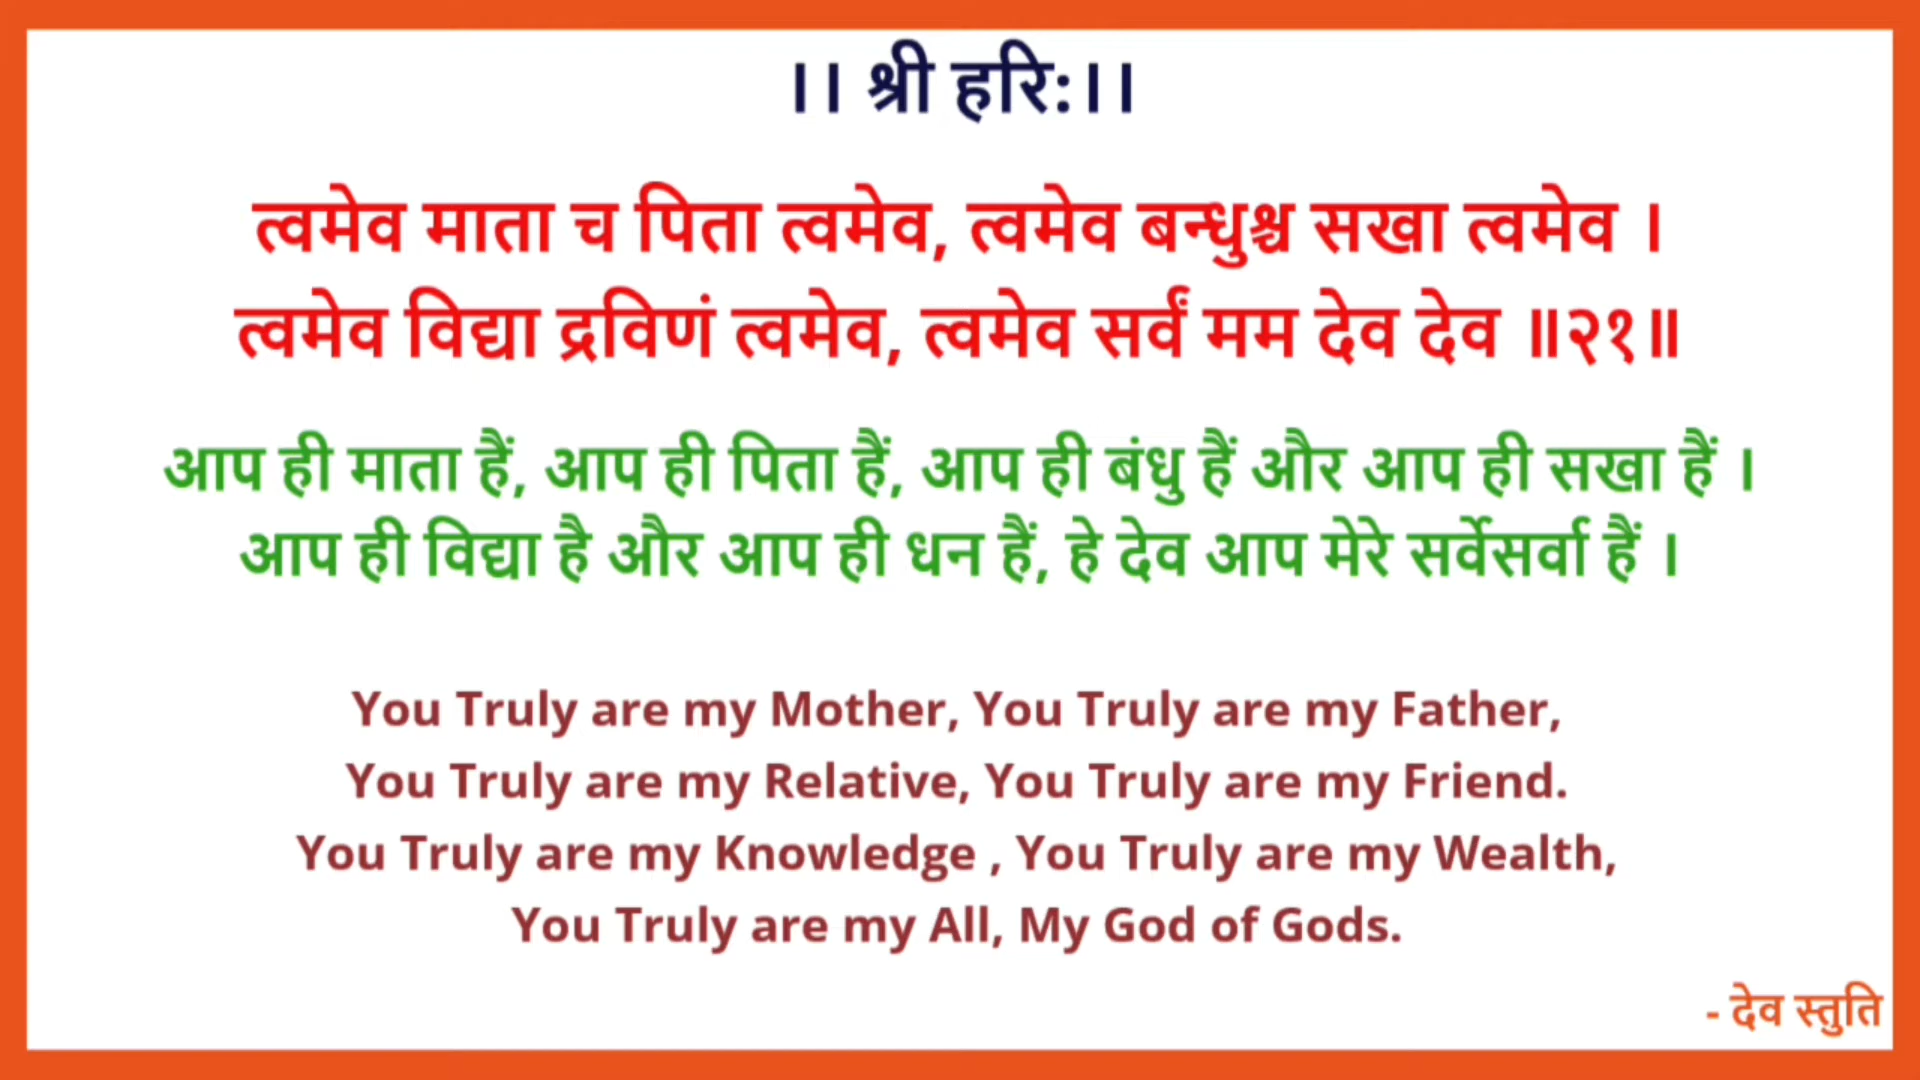 ।। श्री हरि:।।
त्वमेव माता च पिता त्वमेव, त्वमेव बन्धुश्च सखा त्वमेव ।
त्वमेव विद्या द्रविणं त्वमेव, त्वमेव सर्वं मम देव देव ॥२१॥
आप ही माता हैं, आप ही पिता हैं, आप ही बंधु हैं और आप ही सखा हैं ।
आप ही विद्या है और आप ही धन हैं, हे देव आप मेरे सर्वेसर्वा हैं ।
You Truly are my Mother, You Truly are my Father,
You Truly are my Relative, You Truly are my Friend.
You Truly are my Knowledge , You Truly are my Wealth,
You Truly are my All, My God of Gods.
- देव स्तुति